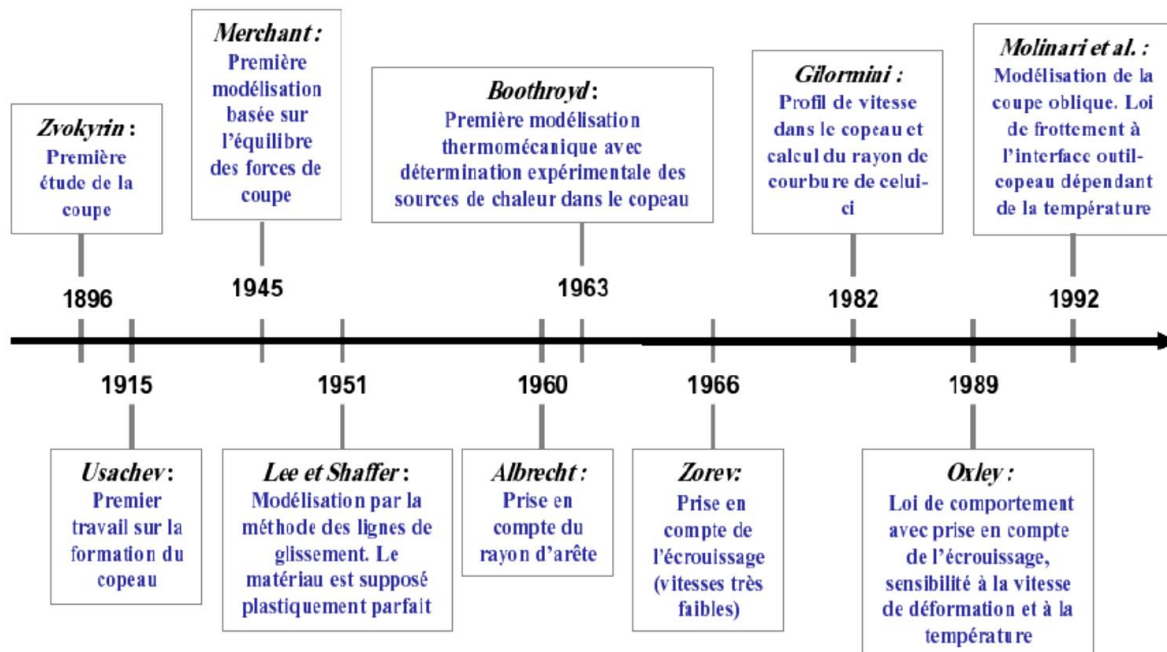 Zvokyrin :
Première
étude de la
coupe
Merchant :
Première
modélisation
basée sur
l'équilibre
des forces de
coupe
Boothroyd :
Première modélisation
thermomécanique avec
détermination expérimentale des
sources de chaleur dans le copeau
Gilormini :
Profil de vitesse
dans le copeau et
calcul du rayon de
courbure de celui-
ci
Molinari et al. :
Modélisation de la
coupe oblique. Loi
de frottement à
l'interface outil-
copeau dépendant
de la température
1896
1945
1963
1982
1992
1915
1951
1960
1966
1989
Usachev :
Premier
travail sur la
formation du
copeau
Lee et Shaffer :
Modélisation par la
méthode des lignes de
glissement. Le
matériau est supposé
plastiquement parfait
Albrecht :
Prise en
compte du
rayon d'arête
Zorev:
Prise en
compte de
l'écrouissage
(vitesses très
faibles)
Oxley :
Loi de comportement
avec prise en compte
de l'écrouissage,
sensibilité à la vitesse
de déformation et à la
température